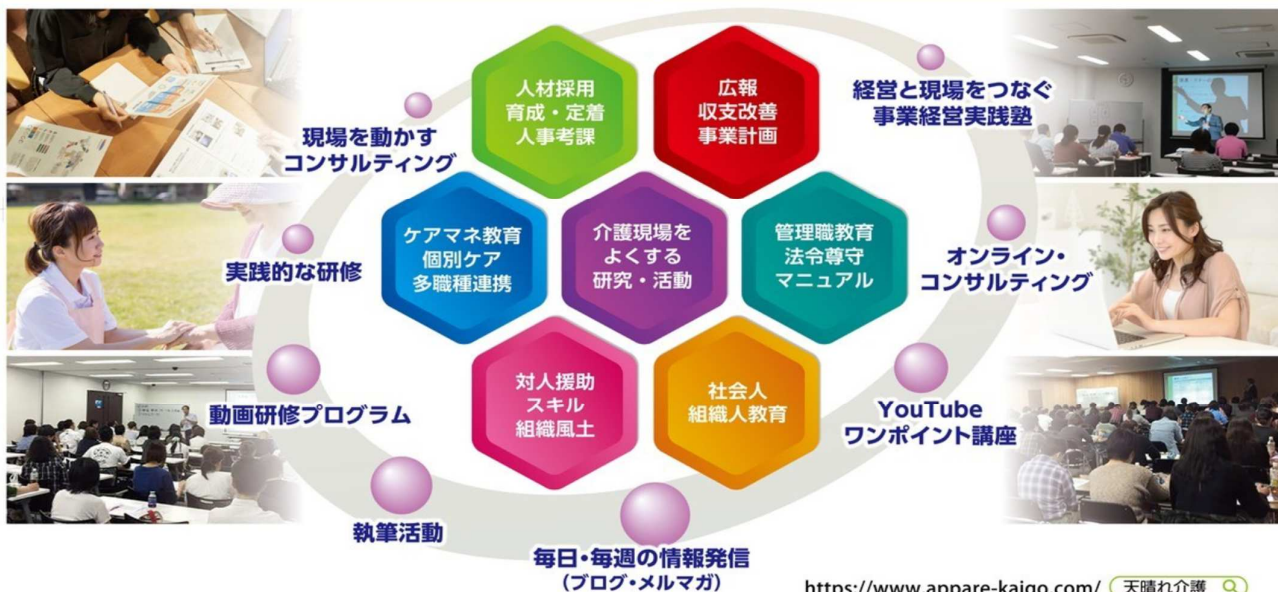 人材採用
育成・定着
人事考課
広報
収支改善
事業計画
ケアマネ教育
個別ケア
多職種連携
介護現場を
よくする
研究・活動
管理職教育
法令遵守
マニュアル
対人援助
スキル
組織風土
社会人
組織人教育
現場を動かす
コンサルティング
実践的な研修
動画研修プログラム
執筆活動
毎日・毎週の情報発信
(ブログ・メルマガ)
YouTube
ワンポイント講座
オンライン・
コンサルティング
経営と現場をつなぐ
事業経営実践塾
https://www.appare-kaigo.com/ 天晴れ介護